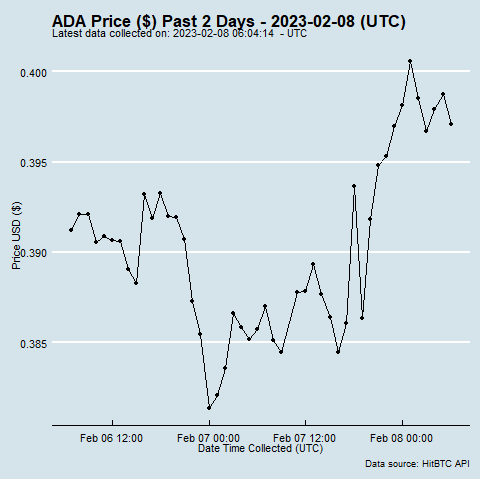 ADA Price ($) Past 2 Days - 2023-02-08 (UTC)
Latest data collected on: 2023-02-08 06:04:14 - UTC
0.400
0.395
0.390
0.385
Price USD ($)
Feb 06 12:00 Feb 07 00:00 Feb 07 12:00 Feb 08 00:00
Date Time Collected (UTC)
Data source: HitBTC API